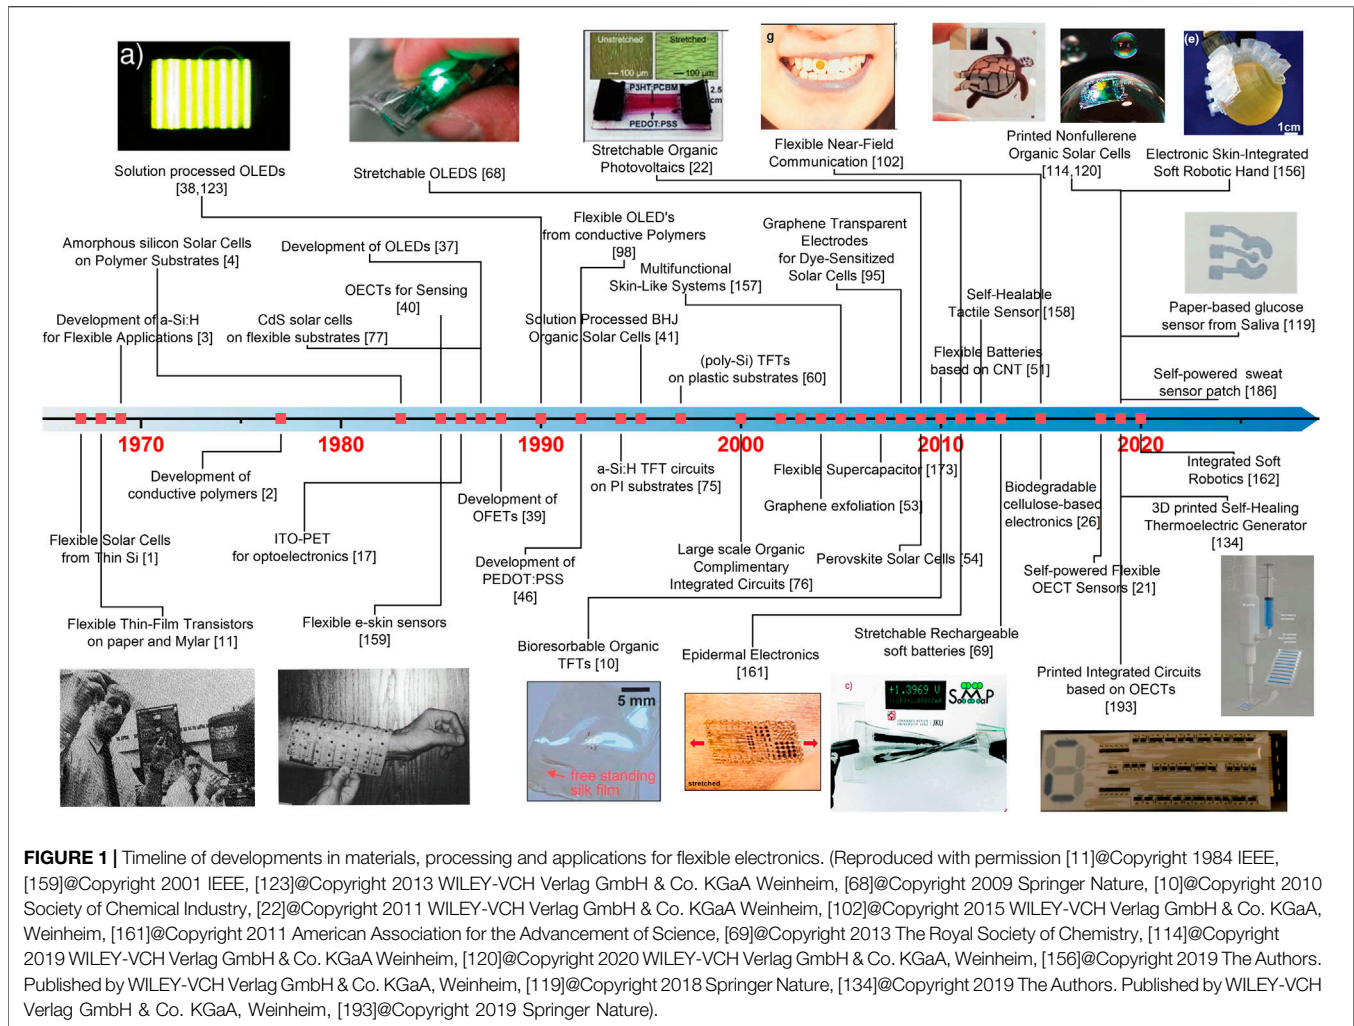 a)
Unstretched
Stretched
100 µm
100 µm
P3HT:PCBM
2.5
cm
PEDOT:PSS
g
(e)
1cm
Solution processed OLEDs
[38,123]
Stretchable OLEDS [68]
Stretchable Organic
Photovoltaics [22]
Flexible Near-Field
Communication [102]
Printed Nonfullerene
Organic Solar Cells
[114,120]
Electronic Skin-Integrated
Soft Robotic Hand [156]
Amorphous silicon Solar Cells
on Polymer Substrates [4]
Development of OLEDs [37]
Flexible OLED's
from conductive Polymers
[98]
Graphene Transparent
Electrodes
for Dye-Sensitized
Solar Cells [95]
Multifunctional
Skin-Like Systems [157]
OECTs for Sensing
[40]
Self-Healable
Tactile Sensor [158]
Paper-based glucose
sensor from Saliva [119]
Development of a-Si:H
for Flexible Applications [3]
CdS solar cells
on flexible substrates [77]
Solution Processed BHJ
Organic Solar Cells [41]
(poly-Si) TFTs
on plastic substrates [60]
Flexible Batteries
based on CNT [51]
Self-powered sweat
sensor patch [186]
1970
1980
1990
2000
2010
2020
Development of
conductive polymers [2]
a-Si:H TFT circuits
on PI substrates [75]
Flexible Supercapacitor [173]
Integrated Soft
Robotics [162]
Development of
OFETs [39]
Graphene exfoliation [53]
Biodegradable
cellulose-based
electronics [26]
3D printed Self-Healing
Thermoelectric Generator
[134]
Flexible Solar Cells
from Thin Si [1]
ITO-PET
for optoelectronics [17]
Development of
PEDOT:PSS
[46]
Large scale Organic
Complimentary
Integrated Circuits [76]
Perovskite Solar Cells [54]
Self-powered Flexible
OECT Sensors [21]
Flexible Thin-Film Transistors
on paper and Mylar [11]
Flexible e-skin sensors
[159]
Bioresorbable Organic
TFTs [10]
Epidermal Electronics
[161]
Stretchable Rechargeable
soft batteries [69]
Printed Integrated Circuits
based on OECTs
[193]
5 mm
free standing
silk film
stretched
c)
+1.3969 V
JKU
FIGURE 1 | Timeline of developments in materials, processing and applications for flexible electronics. (Reproduced with permission [11]@Copyright 1984 IEEE,
[159]@Copyright 2001 IEEE, [123]@Copyright 2013 WILEY-VCH Verlag GmbH & Co. KGaA Weinheim, [68]@Copyright 2009 Springer Nature, [10]@Copyright 2010
Society of Chemical Industry, [22]@Copyright 2011 WILEY-VCH Verlag GmbH & Co. KGaA Weinheim, [102]@Copyright 2015 WILEY-VCH Verlag GmbH & Co. KGaA,
Weinheim, [161]@Copyright 2011 American Association for the Advancement of Science, [69]@Copyright 2013 The Royal Society of Chemistry, [114]@Copyright
2019 WILEY-VCH Verlag GmbH & Co. KGaA Weinheim, [120]@Copyright 2020 WILEY-VCH Verlag GmbH & Co. KGaA, Weinheim, [156]@Copyright 2019 The Authors.
Published by WILEY-VCH Verlag GmbH & Co. KGaA, Weinheim, [119]@Copyright 2018 Springer Nature, [134]@Copyright 2019 The Authors. Published by WILEY-VCH
Verlag GmbH & Co. KGaA, Weinheim, [193]@Copyright 2019 Springer Nature).